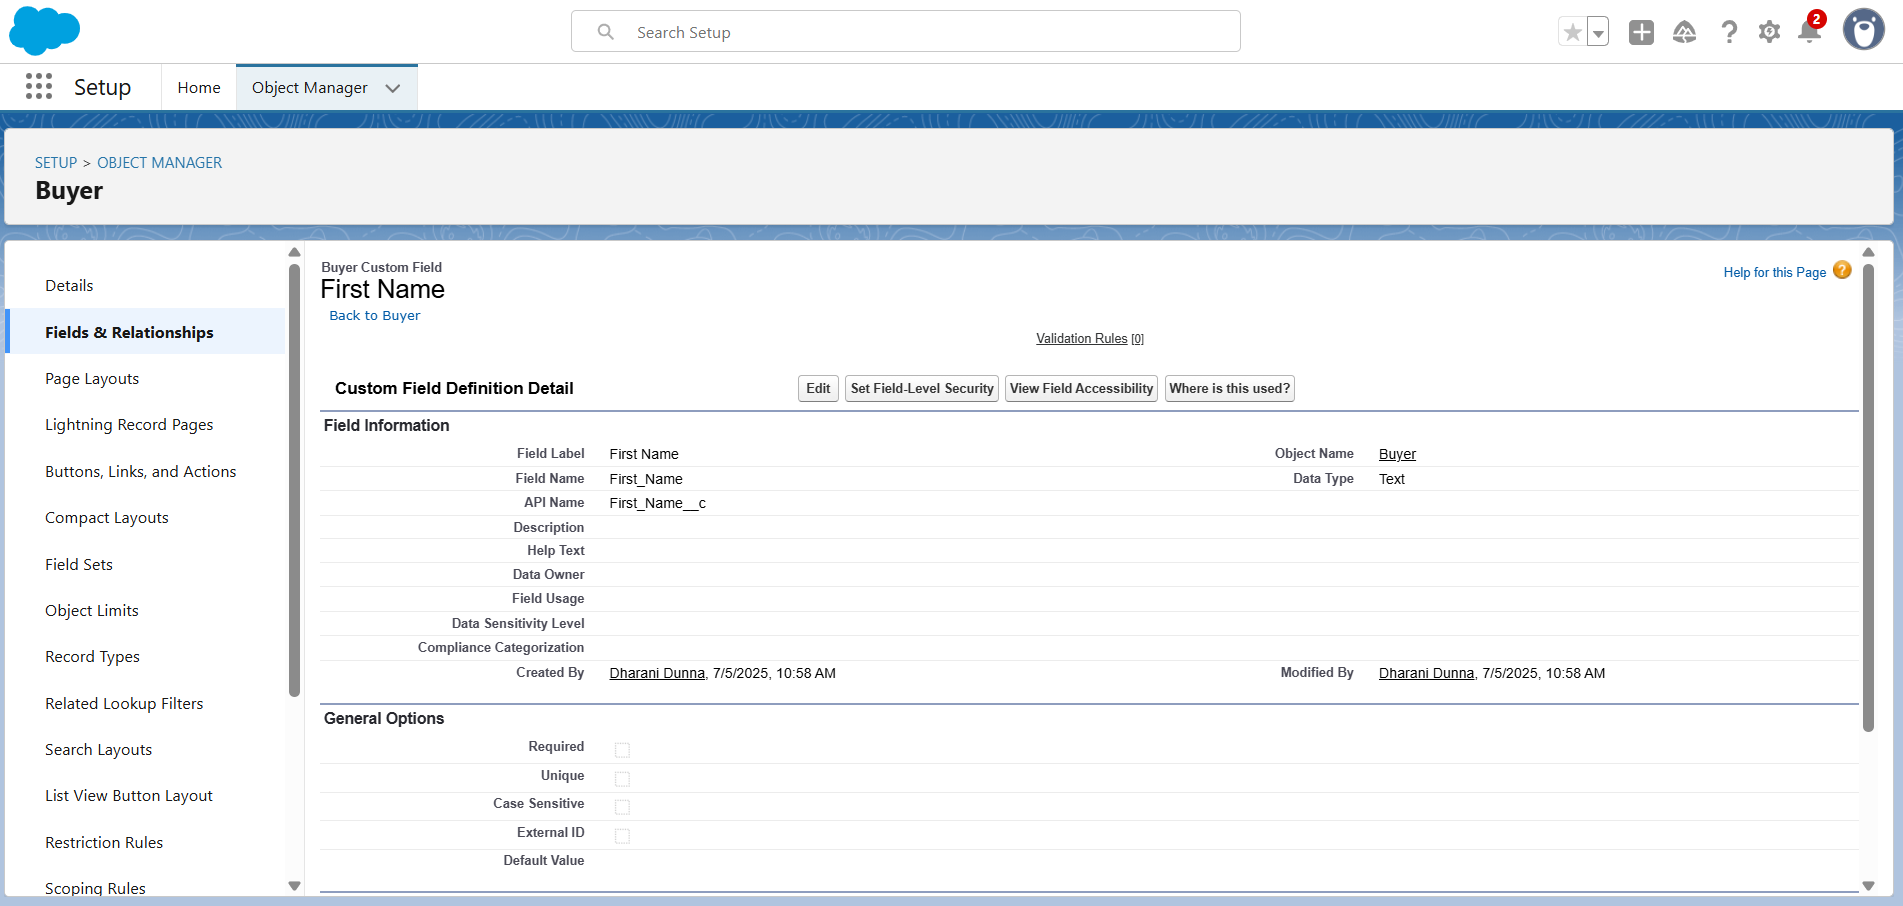 Search Setup
2
Setup
Home
Object Manager
SETUP > OBJECT MANAGER
Buyer
Details
Fields & Relationships
Page Layouts
Lightning Record Pages
Buttons, Links, and Actions
Compact Layouts
Field Sets
Object Limits
Record Types
Related Lookup Filters
Search Layouts
List View Button Layout
Restriction Rules
Scoping Rules
Buyer Custom Field
First Name
Back to Buyer
Help for this Page ?
Validation Rules [0]
Custom Field Definition Detail
Edit Set Field-Level Security View Field Accessibility Where is this used?
Field Information
Field Label First Name Object Name Buyer
Field Name First_Name Data Type Text
API Name First_Name__c
Description
Help Text
Data Owner
Field Usage
Data Sensitivity Level
Compliance Categorization
Created By Dharani Dunna, 7/5/2025, 10:58 AM Modified By Dharani Dunna, 7/5/2025, 10:58 AM
General Options
Required
Unique
Case Sensitive
External ID
Default Value